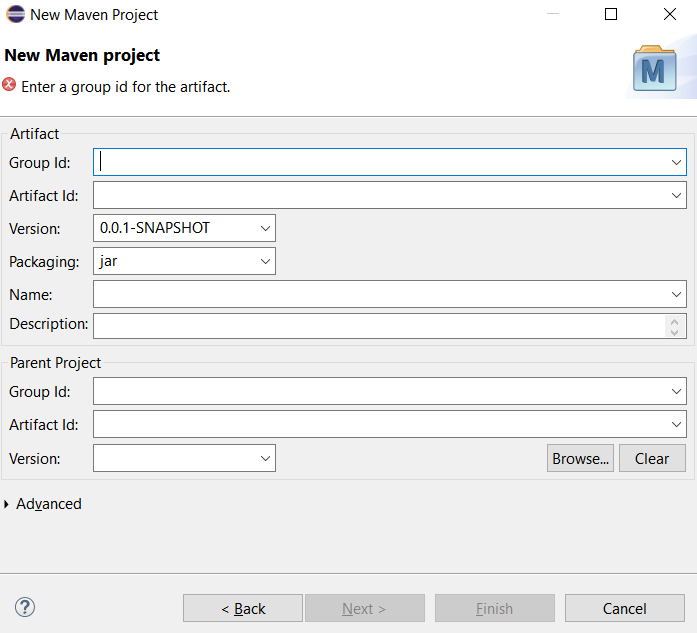 New Maven Project
New Maven project
Enter a group id for the artifact.
M
Artifact
Group Id:
Artifact Id:
Version: 0.0.1-SNAPSHOT
Packaging: jar
Name:
Description:
Parent Project
Group Id:
Artifact Id:
Version: Browse... Clear
Advanced
? < Back Next > Finish Cancel